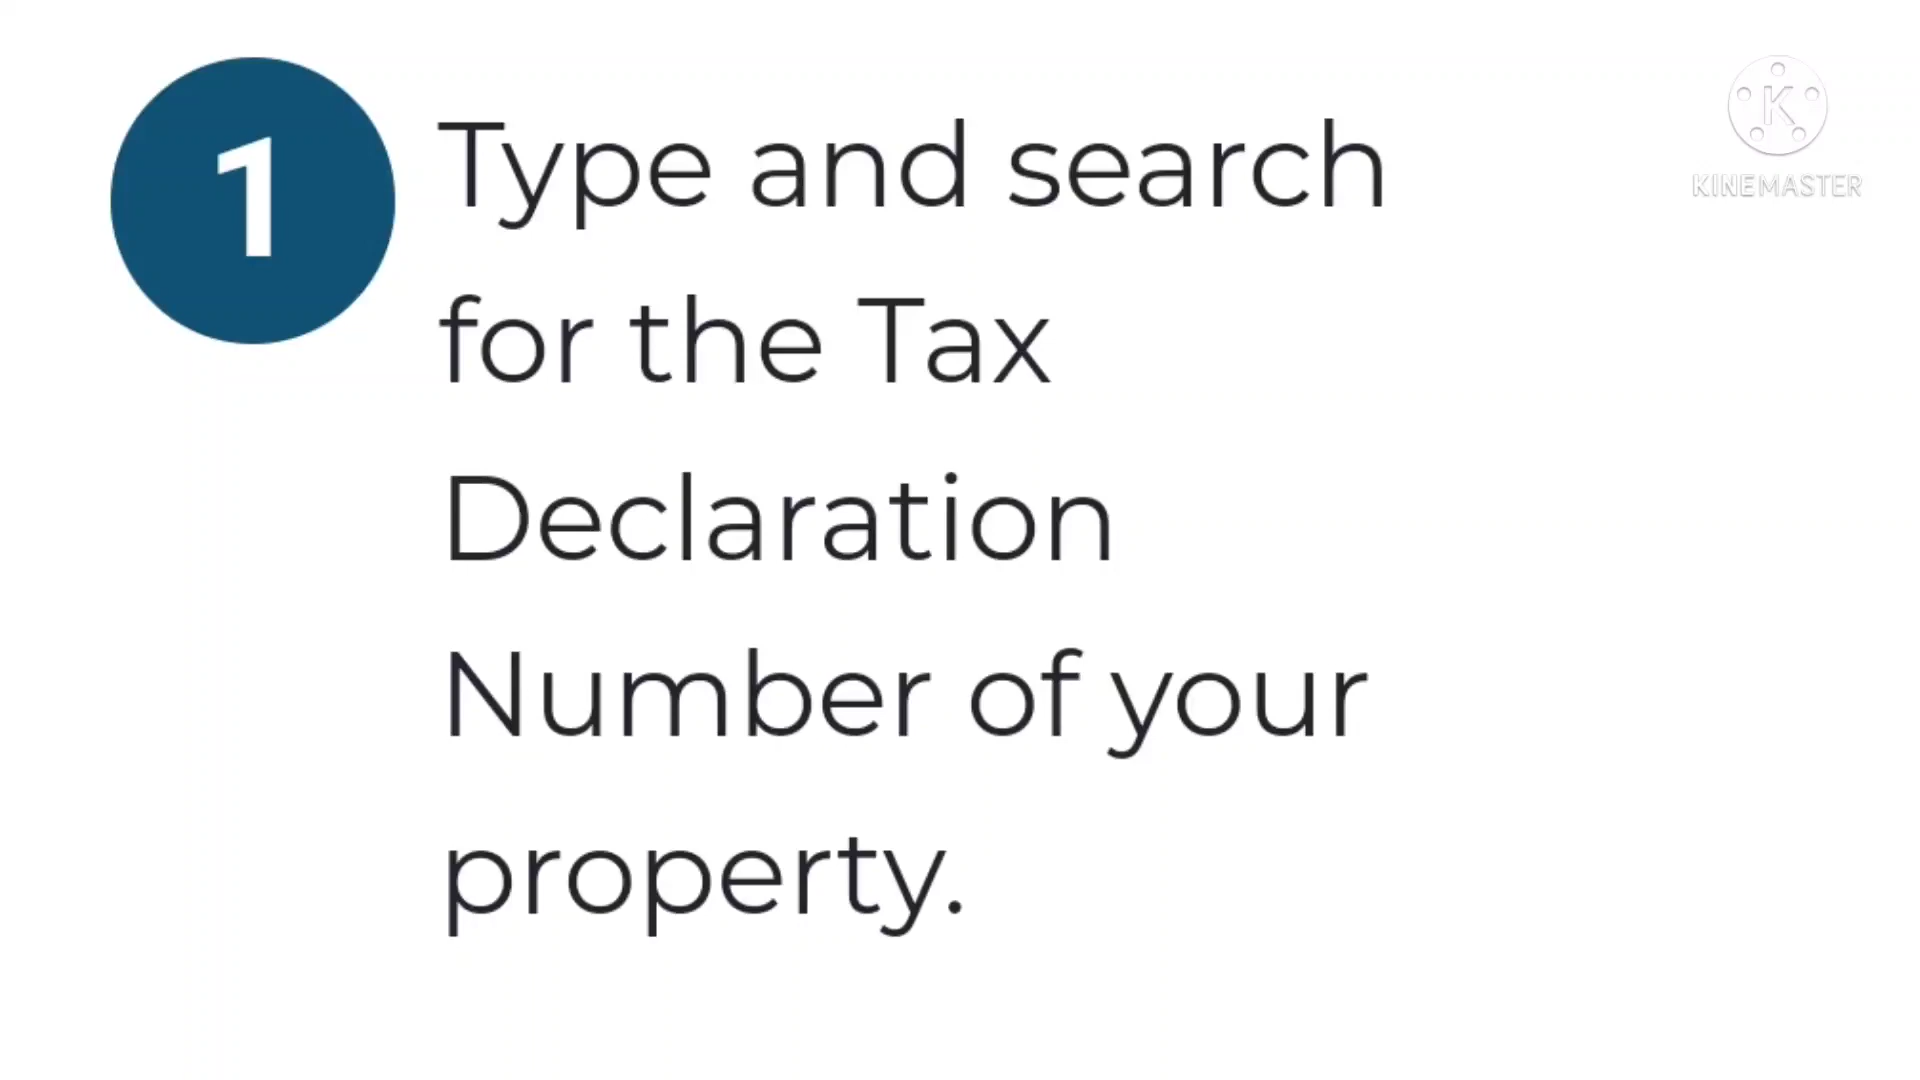 1
Type and search
for the Tax
Declaration
Number of your
property.
K
KINEMASTER